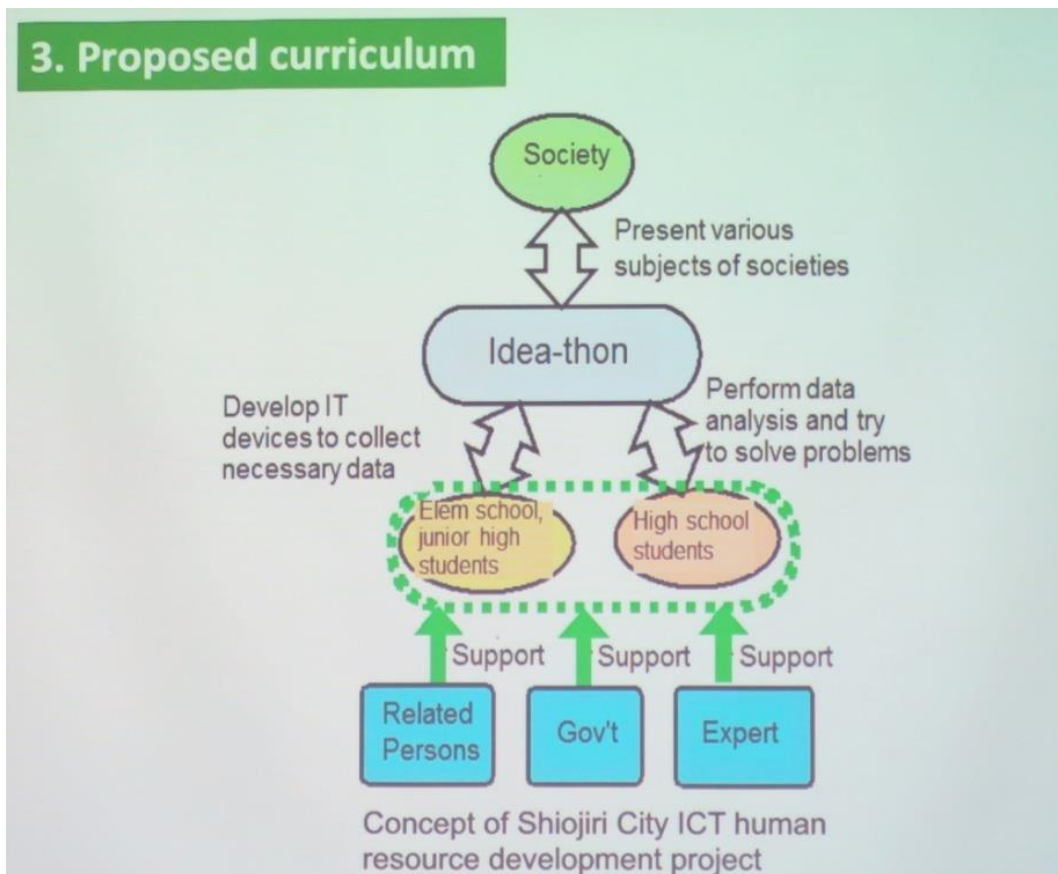 3. Proposed curriculum
Society
Present various
subjects of societies
Idea-thon
Develop IT
devices to collect
necessary data
Perform data
analysis and try
to solve problems
Elem school,
junior high
students
High school
students
Support
Support
Support
Related
Persons
Gov't
Expert
Concept of Shiojiri City ICT human
resource development project